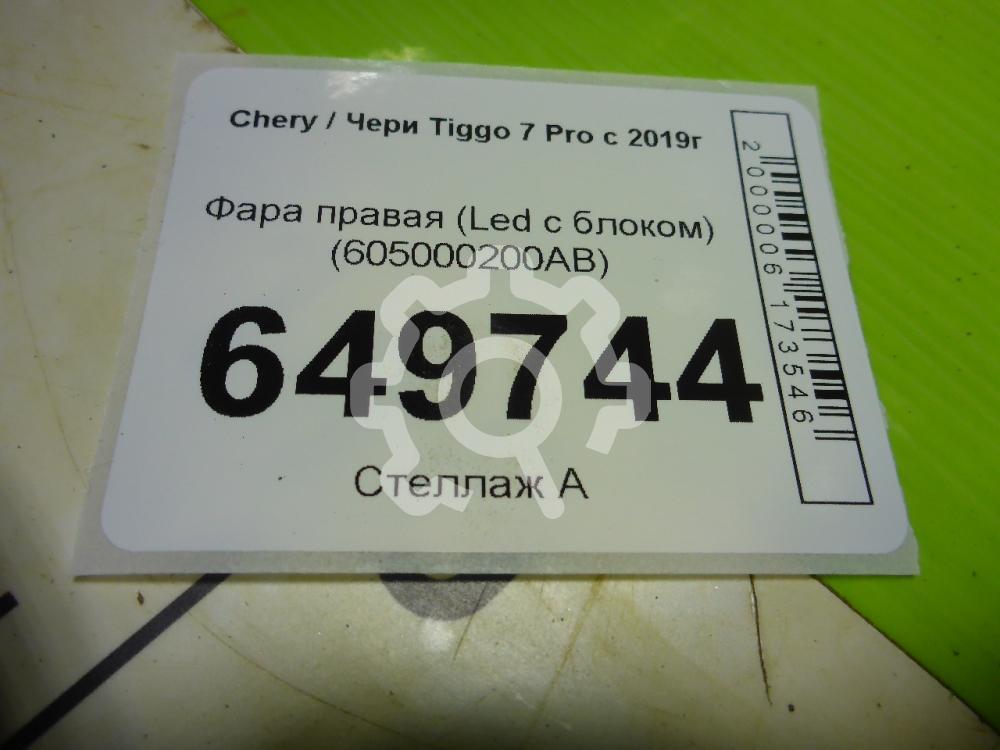 Chery / Чери Tiggo 7 Pro с 2019г
Фара правая (Led с блоком)
(605000200AB)
649744
Стеллаж А
2000006173546